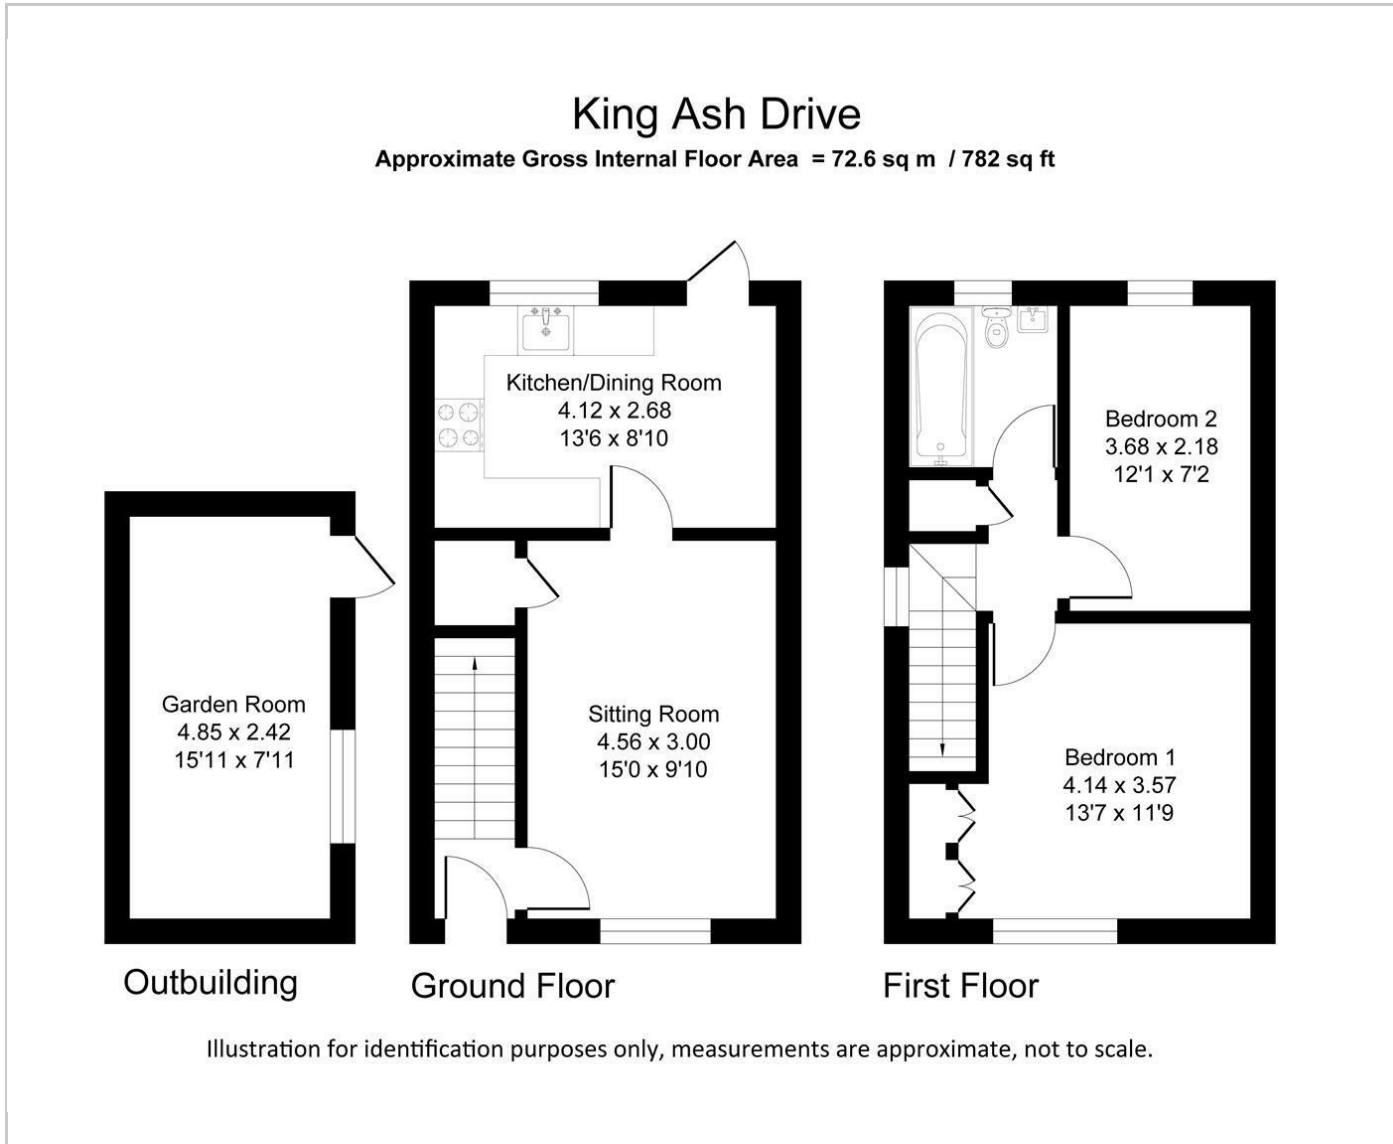 King Ash Drive
Approximate Gross Internal Floor Area = 72.6 sq m / 782 sq ft
Kitchen/Dining Room
4.12 x 2.68
13'6 x 8'10
Bedroom 2
3.68 x 2.18
12'1 x 7'2
Garden Room
4.85 x 2.42
15'11 x 7'11
Sitting Room
4.56 x 3.00
15'0 x 9'10
Bedroom 1
4.14 x 3.57
13'7 x 11'9
Outbuilding
Ground Floor
First Floor
Illustration for identification purposes only, measurements are approximate, not to scale.